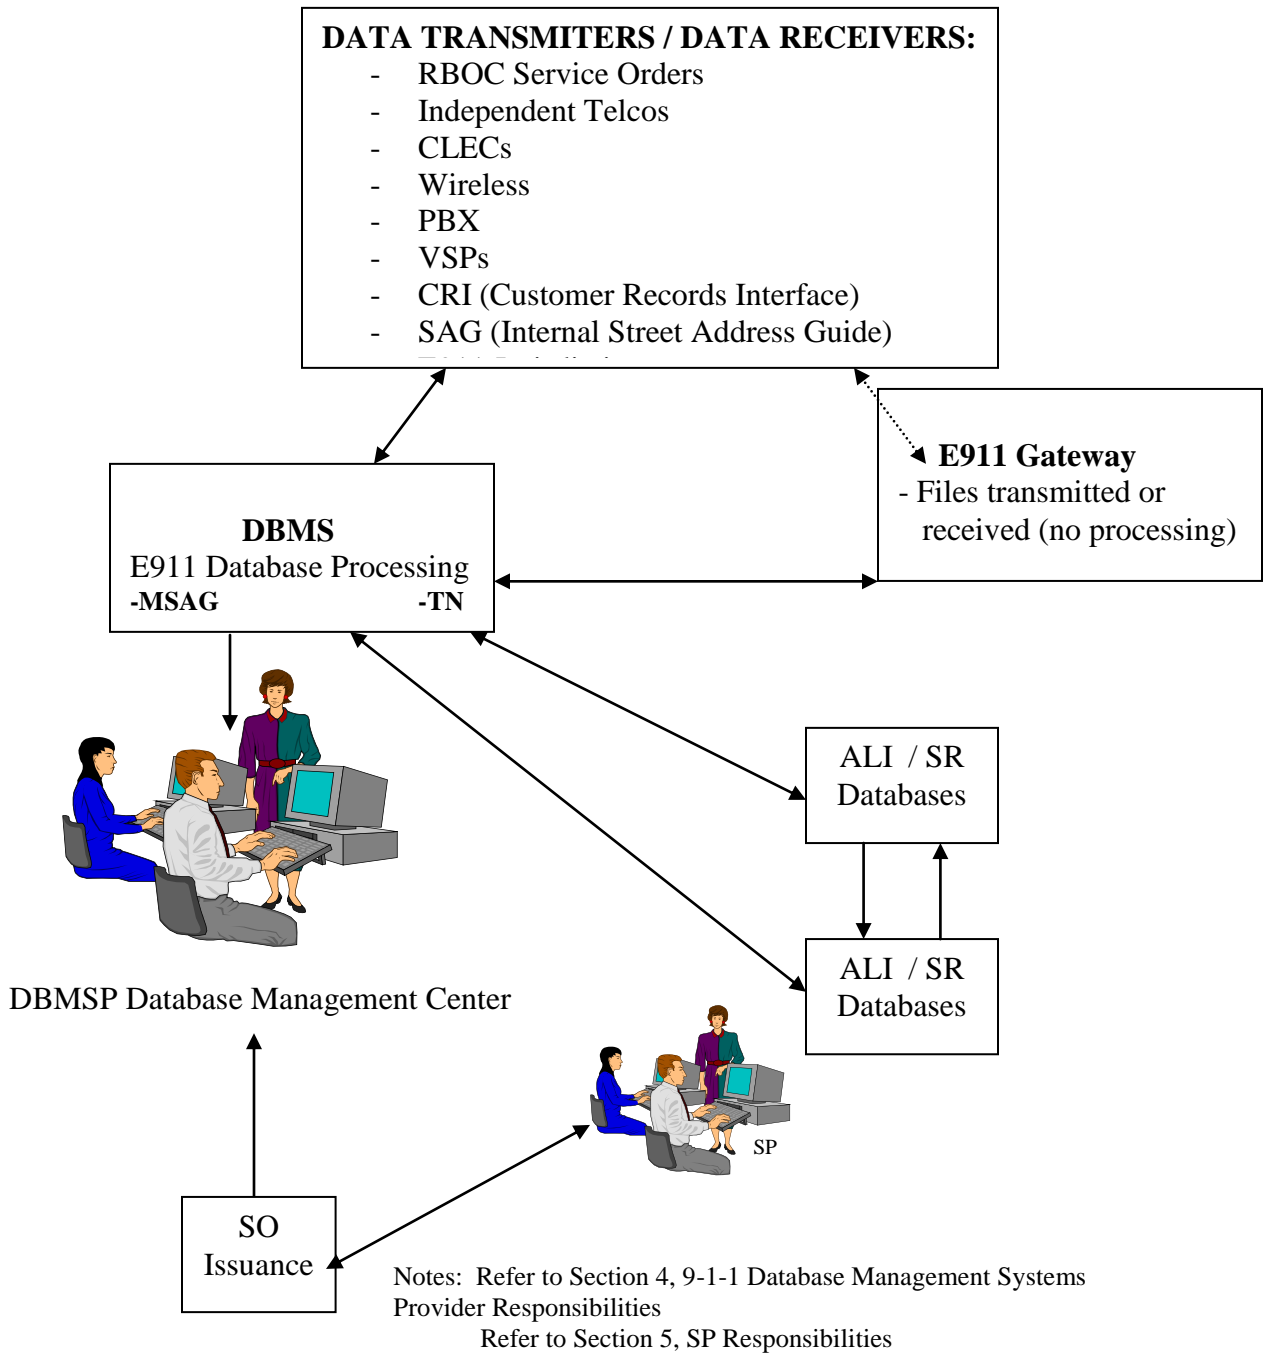 DATA TRANSMITERS / DATA RECEIVERS:
- RBOC Service Orders
- Independent Telcos
- CLECs
- Wireless
- PBX
- VSPs
- CRI (Customer Records Interface)
- SAG (Internal Street Address Guide)
E911 Gateway
- Files transmitted or
received (no processing)
DBMS
E911 Database Processing
-MSAG -TN
ALI / SR
Databases
ALI / SR
Databases
DBMSP Database Management Center
SP
SO
Issuance
Notes: Refer to Section 4, 9-1-1 Database Management Systems
Provider Responsibilities
Refer to Section 5, SP Responsibilities